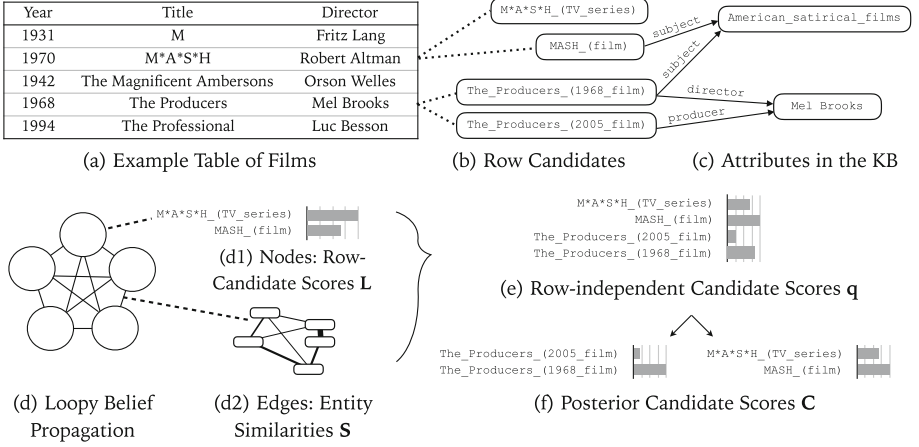 Year Title Director
1931 M Fritz Lang
1970 M*A*S*H Robert Altman
1942 The Magnificent Ambersons Orson Welles
1968 The Producers Mel Brooks
1994 The Professional Luc Besson
(a) Example Table of Films
M*A*S*H_(TV_series)
MASH_(film)
The_Producers_(1968_film)
The_Producers_(2005_film)
(b) Row Candidates
subject
subject
director
producer
American_satirical_films
Mel Brooks
(c) Attributes in the KB
M*A*S*H_(TV_series)
MASH_(film)
(d1) Nodes: Row-
Candidate Scores L
(d) Loopy Belief
Propagation
(d2) Edges: Entity
Similarities S
M*A*S*H_(TV_series)
MASH_(film)
The_Producers_(2005_film)
The_Producers_(1968_film)
(e) Row-independent Candidate Scores q
The_Producers_(2005_film)
The_Producers_(1968_film)
M*A*S*H_(TV_series)
MASH_(film)
(f) Posterior Candidate Scores C